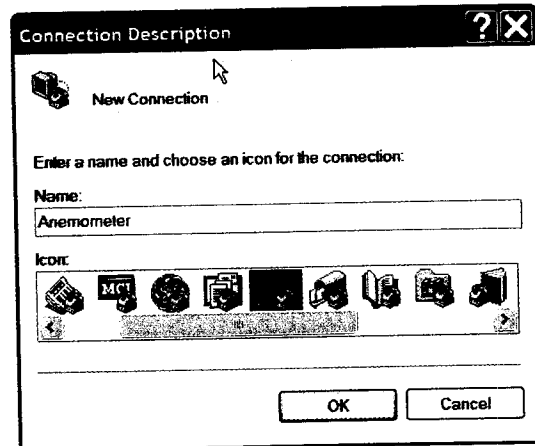 Connection Description
New Connection
Enter a name and choose an icon for the connection:
Name:
Anemometer
Icon:
MCI
OK
Cancel